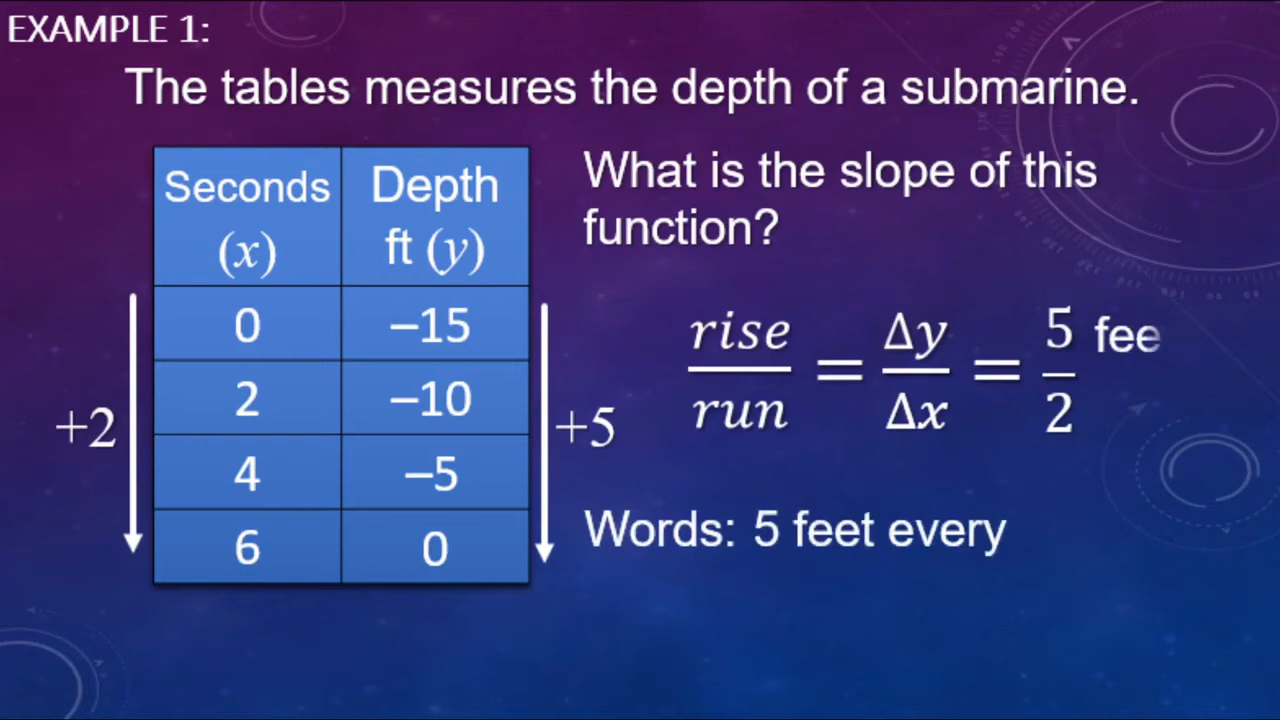 EXAMPLE 1:
The tables measures the depth of a submarine.
Seconds (x) Depth ft (y)
0 –15
2 –10
4 –5
6 0
+2
+5
What is the slope of this
function?
rise/run = Δy/Δx = 5/2 fee
Words: 5 feet every